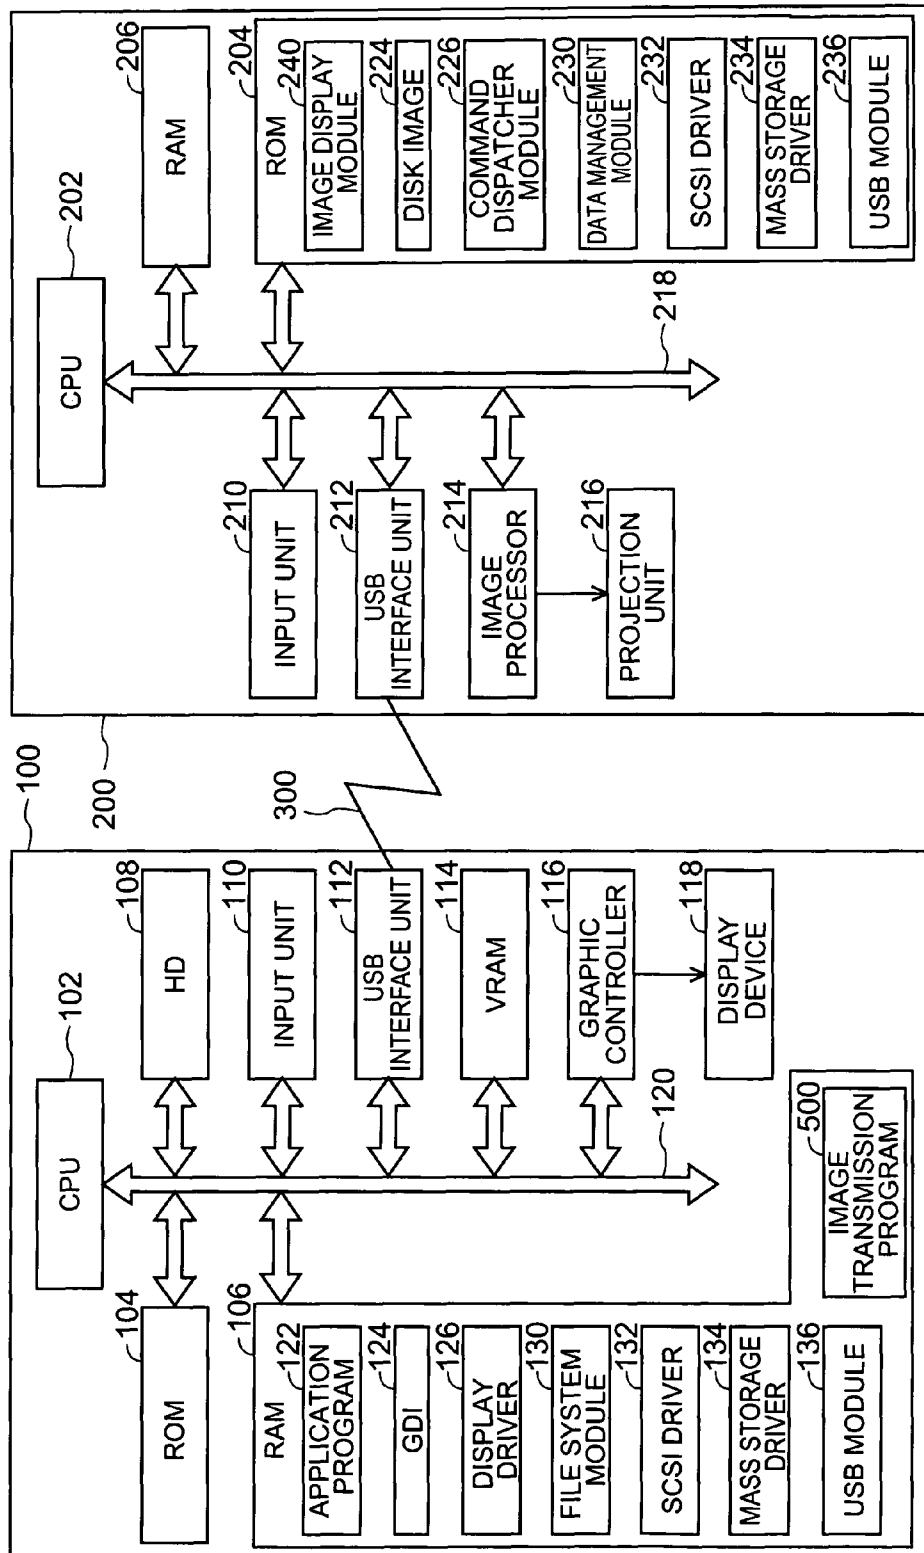 100
CPU
102
ROM
104
HD
108
RAM
106
APPLICATION
PROGRAM
122
GDI
124
DISPLAY
DRIVER
126
FILE SYSTEM
MODULE
130
SCSI DRIVER
132
MASS STORAGE
DRIVER
134
USB MODULE
136
IMAGE
TRANSMISSION
PROGRAM
500
INPUT UNIT
110
USB
INTERFACE UNIT
112
VRAM
114
GRAPHIC
CONTROLLER
116
DISPLAY
DEVICE
118
120
300
200
CPU
202
RAM
206
INPUT UNIT
210
USB
INTERFACE UNIT
212
IMAGE
PROCESSOR
214
PROJECTION
UNIT
216
218
ROM
204
IMAGE DISPLAY
MODULE
240
DISK IMAGE
224
COMMAND
DISPATCHER
MODULE
226
DATA MANAGEMENT
MODULE
230
SCSI DRIVER
232
MASS STORAGE
DRIVER
234
USB MODULE
236